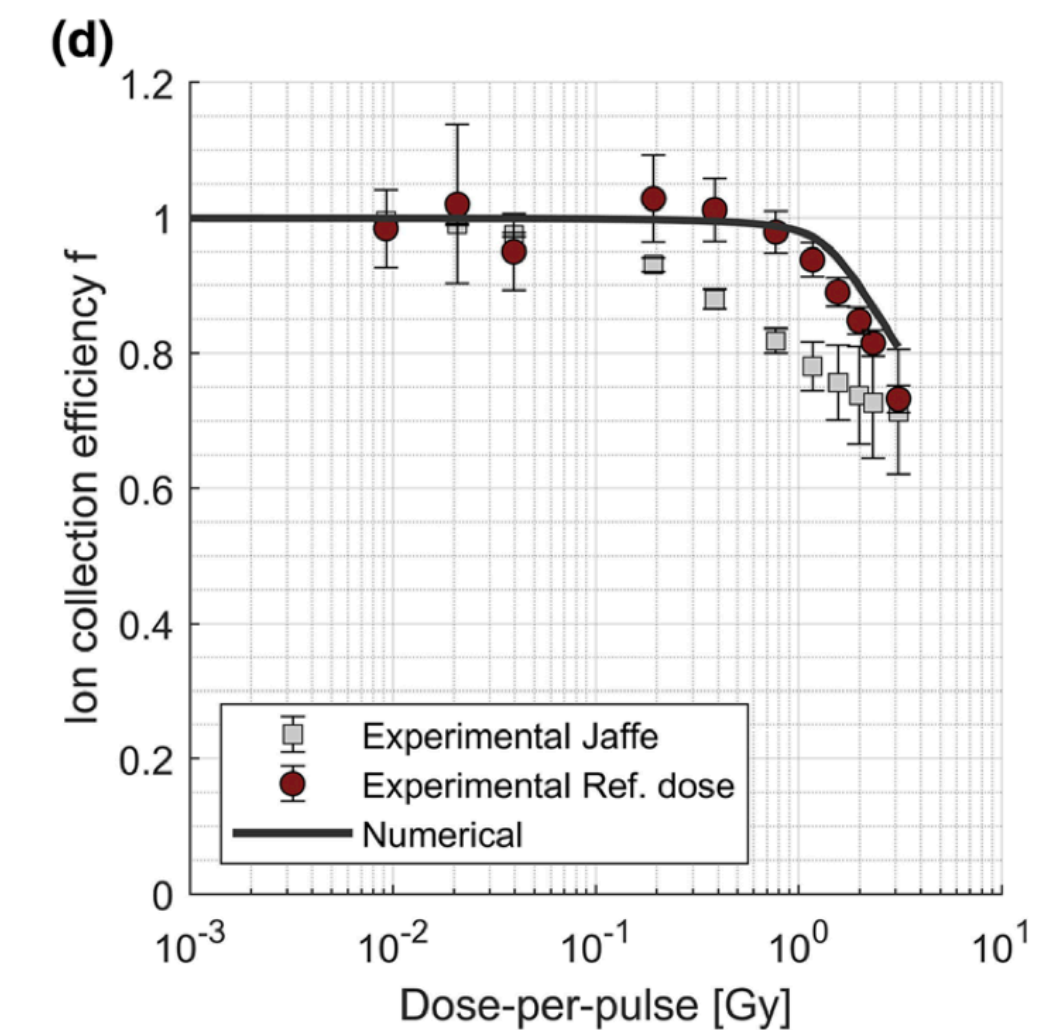 (d)
1.2
1
0.8
0.6
0.4
0.2
0
Ion collection efficiency f
Experimental Jaffe
Experimental Ref. dose
Numerical
10^-3 10^-2 10^-1 10^0 10^1
Dose-per-pulse [Gy]